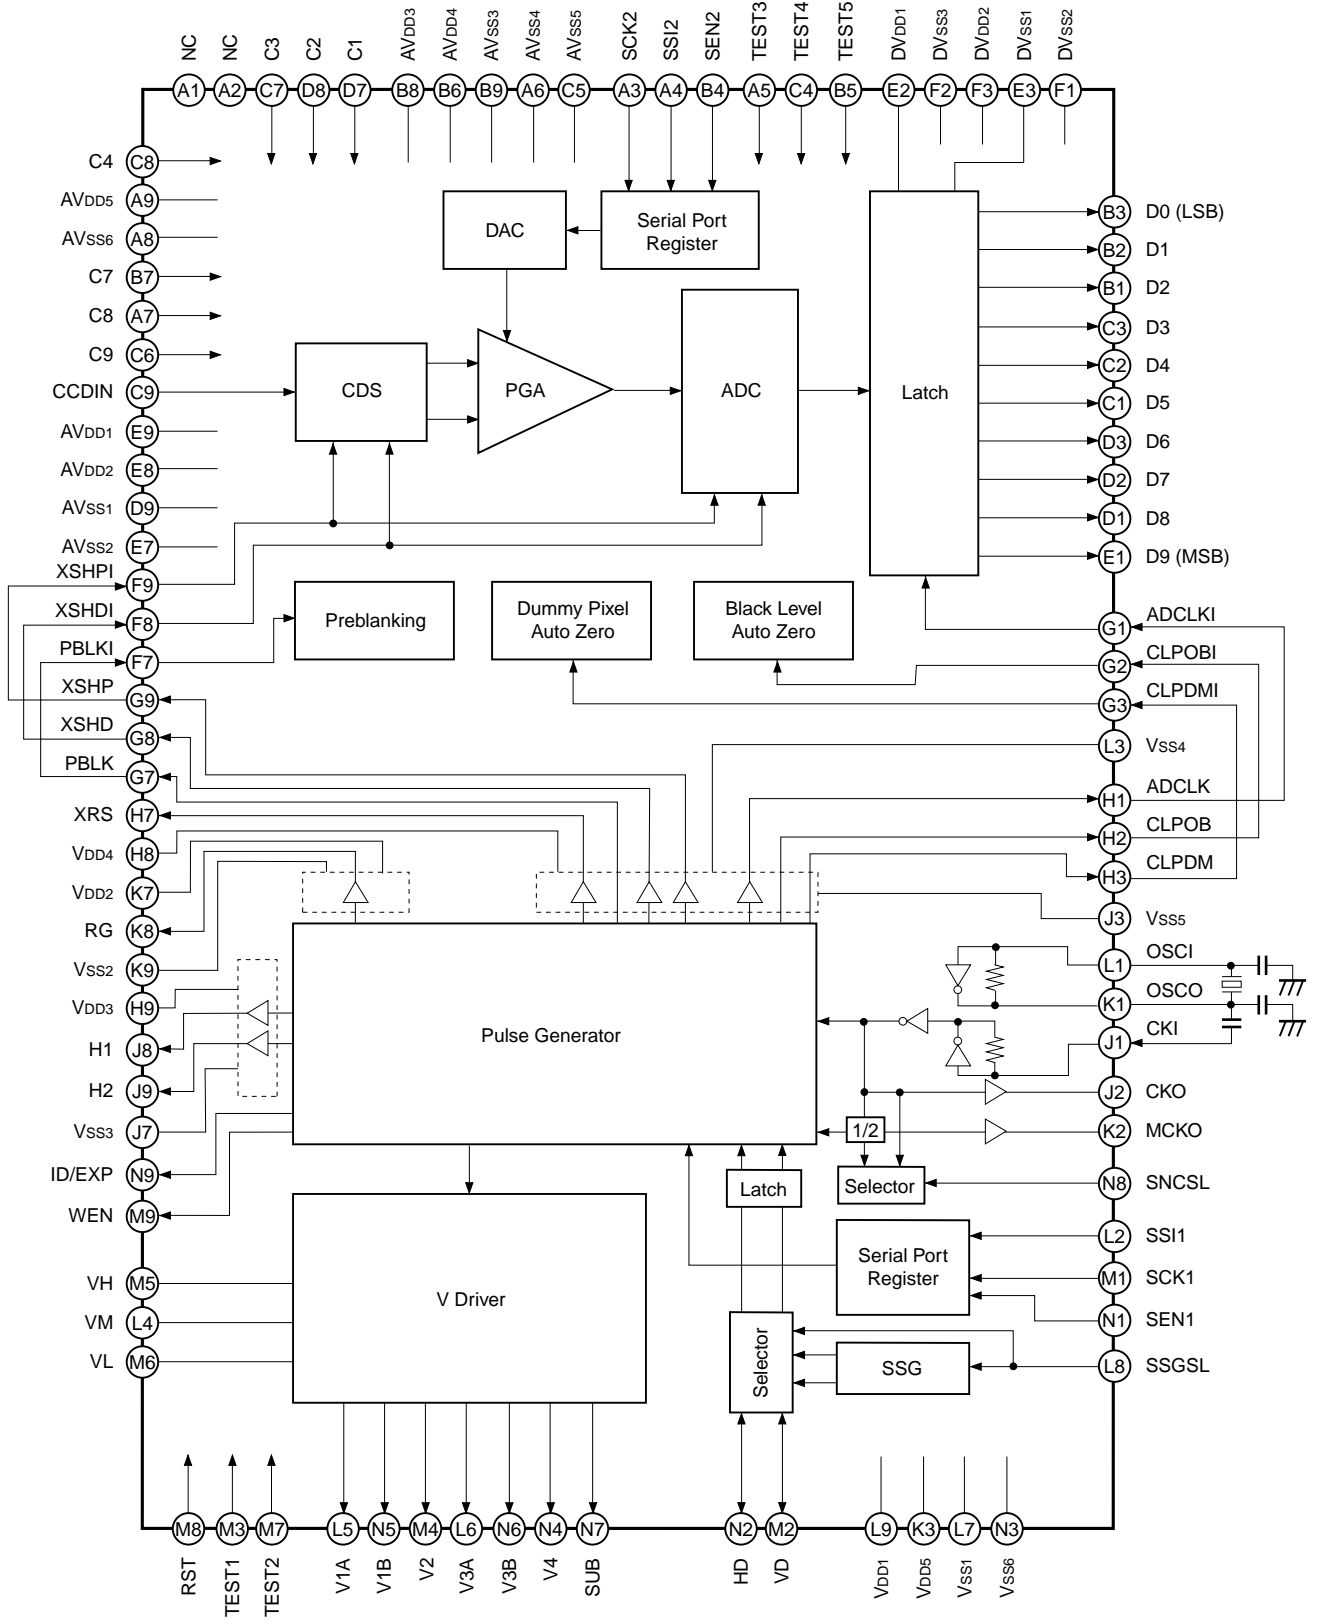 NC
NC
C3
C2
C1
AVDD3
AVDD4
AVSS3
AVSS4
AVSS5
SCK2
SSI2
SEN2
TEST3
TEST4
TEST5
DVDD1
DVSS3
DVDD2
DVSS1
DVSS2
A1
A2
C7
D8
D7
B8
B6
B9
A6
C5
A3
A4
B4
A5
C4
B5
E2
F2
F3
E3
F1
C4
C8
AVDD5
A9
AVSS6
A8
C7
B7
C8
A7
C9
C6
CCDIN
C9
AVDD1
E9
AVDD2
E8
AVSS1
D9
AVSS2
E7
XSHPI
F9
XSHDI
F8
PBLKI
F7
XSHP
G9
XSHD
G8
PBLK
G7
XRS
H7
VDD4
H8
VDD2
K7
RG
K8
VSS2
K9
VDD3
H9
H1
J8
H2
J9
VSS3
J7
ID/EXP
N9
WEN
M9
VH
M5
VM
L4
VL
M6
DAC
Serial Port
Register
CDS
PGA
ADC
Latch
Preblanking
Dummy Pixel
Auto Zero
Black Level
Auto Zero
Pulse Generator
V Driver
1/2
Latch
Selector
Serial Port
Register
Selector
SSG
B3
D0 (LSB)
B2
D1
B1
D2
C3
D3
C2
D4
C1
D5
D3
D6
D2
D7
D1
D8
E1
D9 (MSB)
G1
ADCLKI
G2
CLPOBI
G3
CLPDMI
L3
VSS4
H1
ADCLK
H2
CLPOB
H3
CLPDM
J3
VSS5
L1
OSCI
K1
OSCO
J1
CKI
J2
CKO
K2
MCKO
N8
SNCSL
L2
SSI1
M1
SCK1
N1
SEN1
L8
SSGSL
M8
M3
M7
L5
N5
M4
L6
N6
N4
N7
N2
M2
L9
K3
L7
N3
RST
TEST1
TEST2
V1A
V1B
V2
V3A
V3B
V4
SUB
HD
VD
VDD1
VDD5
VSS1
VSS6